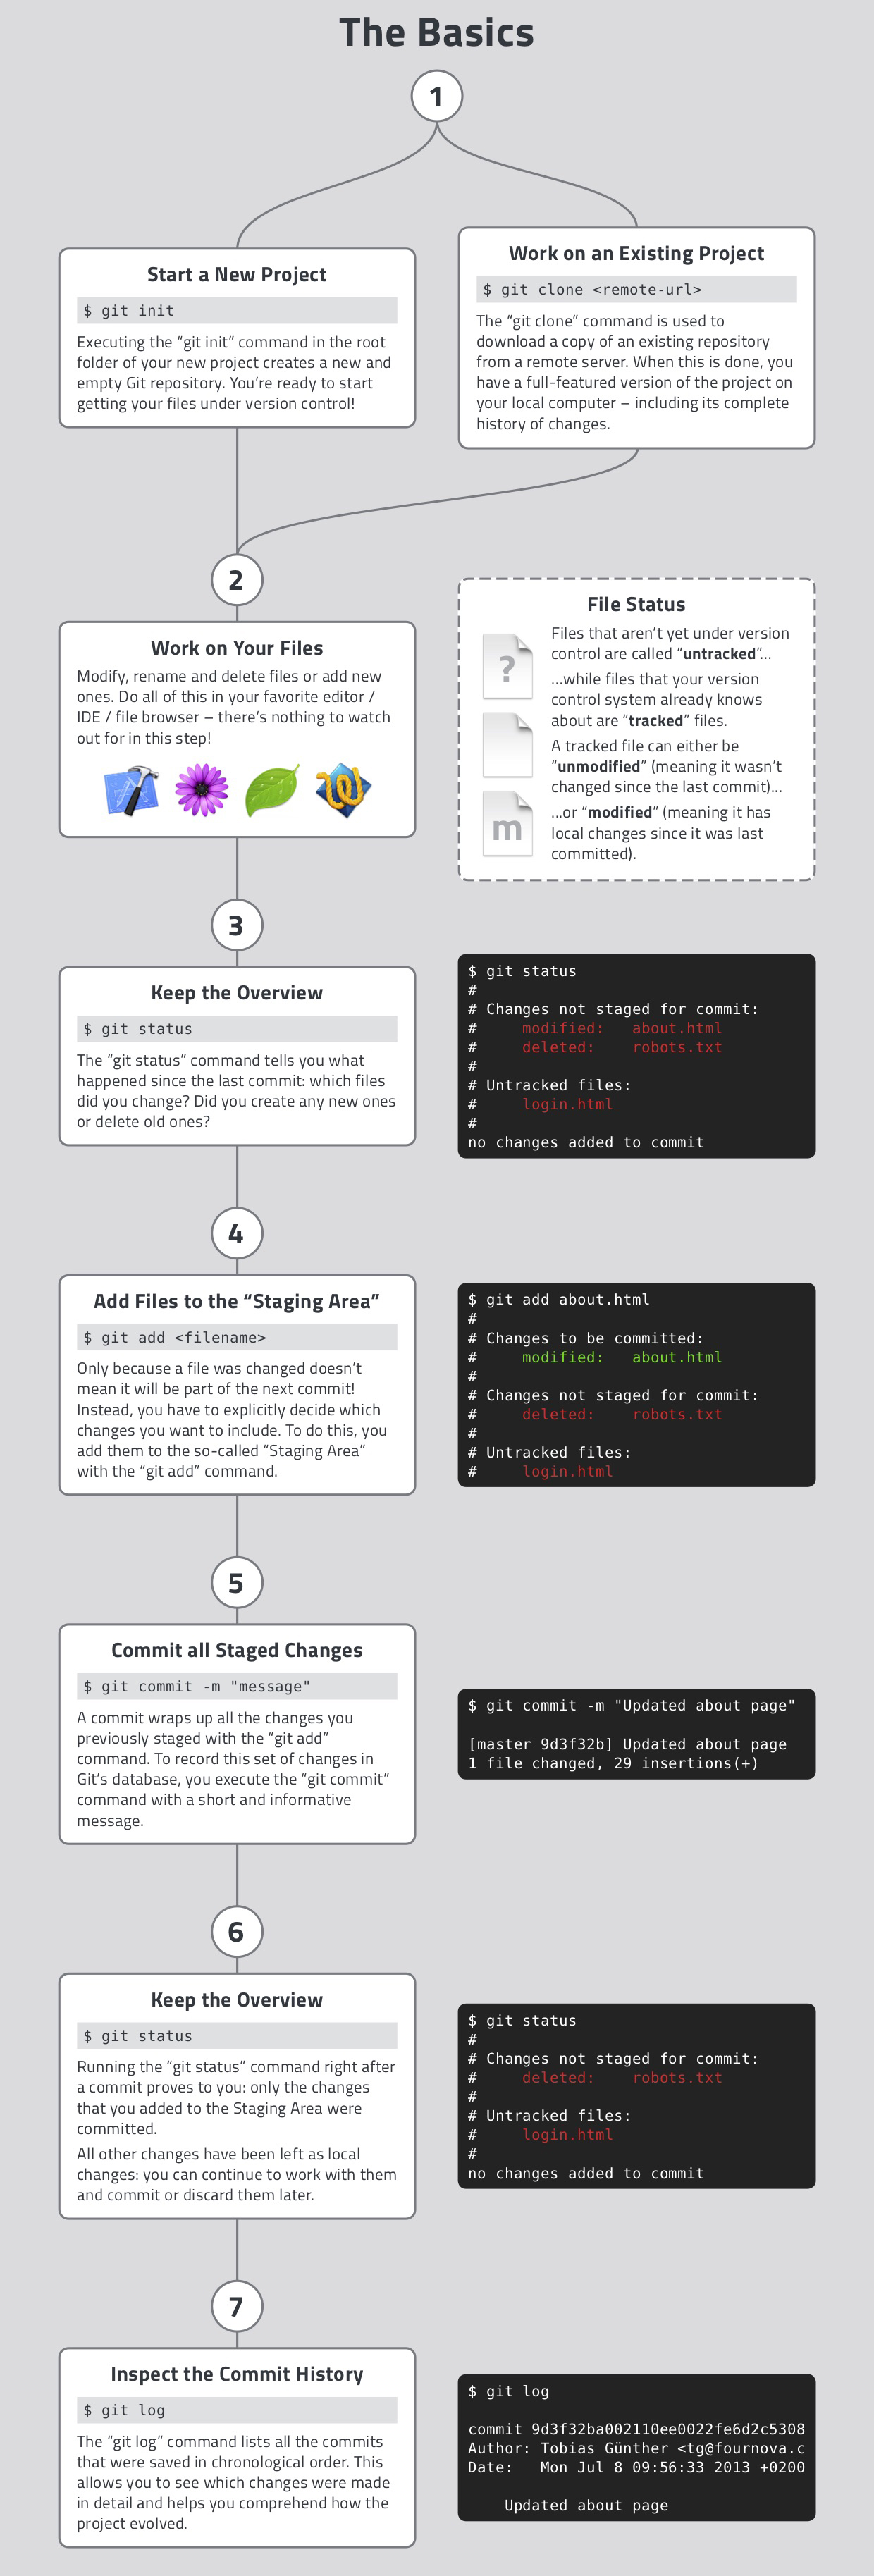 The Basics
1
Start a New Project
$ git init
Executing the “git init” command in the root
folder of your new project creates a new and
empty Git repository. You’re ready to start
getting your files under version control!
Work on an Existing Project
$ git clone <remote-url>
The “git clone” command is used to
download a copy of an existing repository
from a remote server. When this is done, you
have a full-featured version of the project on
your local computer – including its complete
history of changes.
2
Work on Your Files
Modify, rename and delete files or add new
ones. Do all of this in your favorite editor /
IDE / file browser – there’s nothing to watch
out for in this step!
File Status
?
Files that aren’t yet under version
control are called “untracked”...
...while files that your version
control system already knows
about are “tracked” files.
A tracked file can either be
“unmodified” (meaning it wasn’t
changed since the last commit)...
m
...or “modified” (meaning it has
local changes since it was last
committed).
3
Keep the Overview
$ git status
The “git status” command tells you what
happened since the last commit: which files
did you change? Did you create any new ones
or delete old ones?
$ git status
#
# Changes not staged for commit:
#     modified:   about.html
#     deleted:    robots.txt
#
# Untracked files:
#     login.html
#
no changes added to commit
4
Add Files to the “Staging Area”
$ git add <filename>
Only because a file was changed doesn’t
mean it will be part of the next commit!
Instead, you have to explicitly decide which
changes you want to include. To do this, you
add them to the so-called “Staging Area”
with the “git add” command.
$ git add about.html
#
# Changes to be committed:
#     modified:   about.html
#
# Changes not staged for commit:
#     deleted:    robots.txt
#
# Untracked files:
#     login.html
5
Commit all Staged Changes
$ git commit -m "message"
A commit wraps up all the changes you
previously staged with the “git add”
command. To record this set of changes in
Git’s database, you execute the “git commit”
command with a short and informative
message.
$ git commit -m "Updated about page"
[master 9d3f32b] Updated about page
1 file changed, 29 insertions(+)
6
Keep the Overview
$ git status
Running the “git status” command right after
a commit proves to you: only the changes
that you added to the Staging Area were
committed.
All other changes have been left as local
changes: you can continue to work with them
and commit or discard them later.
$ git status
#
# Changes not staged for commit:
#     deleted:    robots.txt
#
# Untracked files:
#     login.html
#
no changes added to commit
7
Inspect the Commit History
$ git log
The “git log” command lists all the commits
that were saved in chronological order. This
allows you to see which changes were made
in detail and helps you comprehend how the
project evolved.
$ git log
commit 9d3f32ba002110ee0022fe6d2c5308
Author: Tobias Günther <tg@fournova.c
Date:   Mon Jul 8 09:56:33 2013 +0200
Updated about page